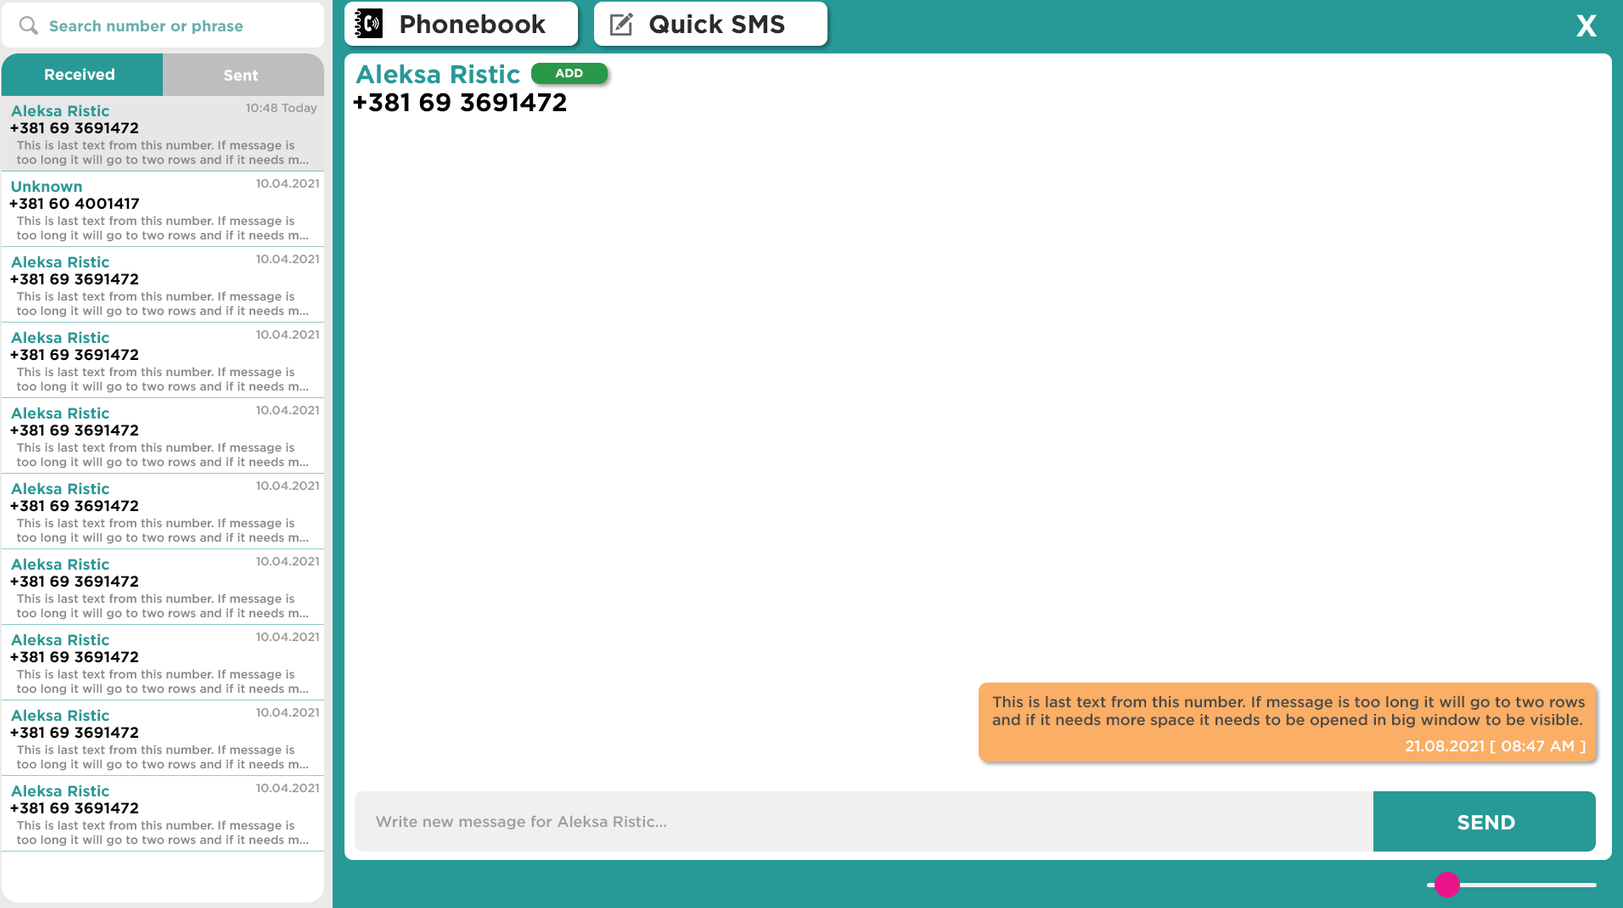 Search number or phrase
Received
Sent
Aleksa Ristic
10:48 Today
+381 69 3691472
This is last text from this number. If message is
too long it will go to two rows and if it needs m...
Unknown
10.04.2021
+381 60 4001417
This is last text from this number. If message is
too long it will go to two rows and if it needs m...
Aleksa Ristic
10.04.2021
+381 69 3691472
This is last text from this number. If message is
too long it will go to two rows and if it needs m...
Aleksa Ristic
10.04.2021
+381 69 3691472
This is last text from this number. If message is
too long it will go to two rows and if it needs m...
Aleksa Ristic
10.04.2021
+381 69 3691472
This is last text from this number. If message is
too long it will go to two rows and if it needs m...
Aleksa Ristic
10.04.2021
+381 69 3691472
This is last text from this number. If message is
too long it will go to two rows and if it needs m...
Aleksa Ristic
10.04.2021
+381 69 3691472
This is last text from this number. If message is
too long it will go to two rows and if it needs m...
Aleksa Ristic
10.04.2021
+381 69 3691472
This is last text from this number. If message is
too long it will go to two rows and if it needs m...
Aleksa Ristic
10.04.2021
+381 69 3691472
This is last text from this number. If message is
too long it will go to two rows and if it needs m...
Aleksa Ristic
10.04.2021
+381 69 3691472
This is last text from this number. If message is
too long it will go to two rows and if it needs m...
Phonebook
Quick SMS
X
Aleksa Ristic
ADD
+381 69 3691472
This is last text from this number. If message is too long it will go to two rows
and if it needs more space it needs to be opened in big window to be visible.
21.08.2021 [ 08:47 AM ]
Write new message for Aleksa Ristic...
SEND